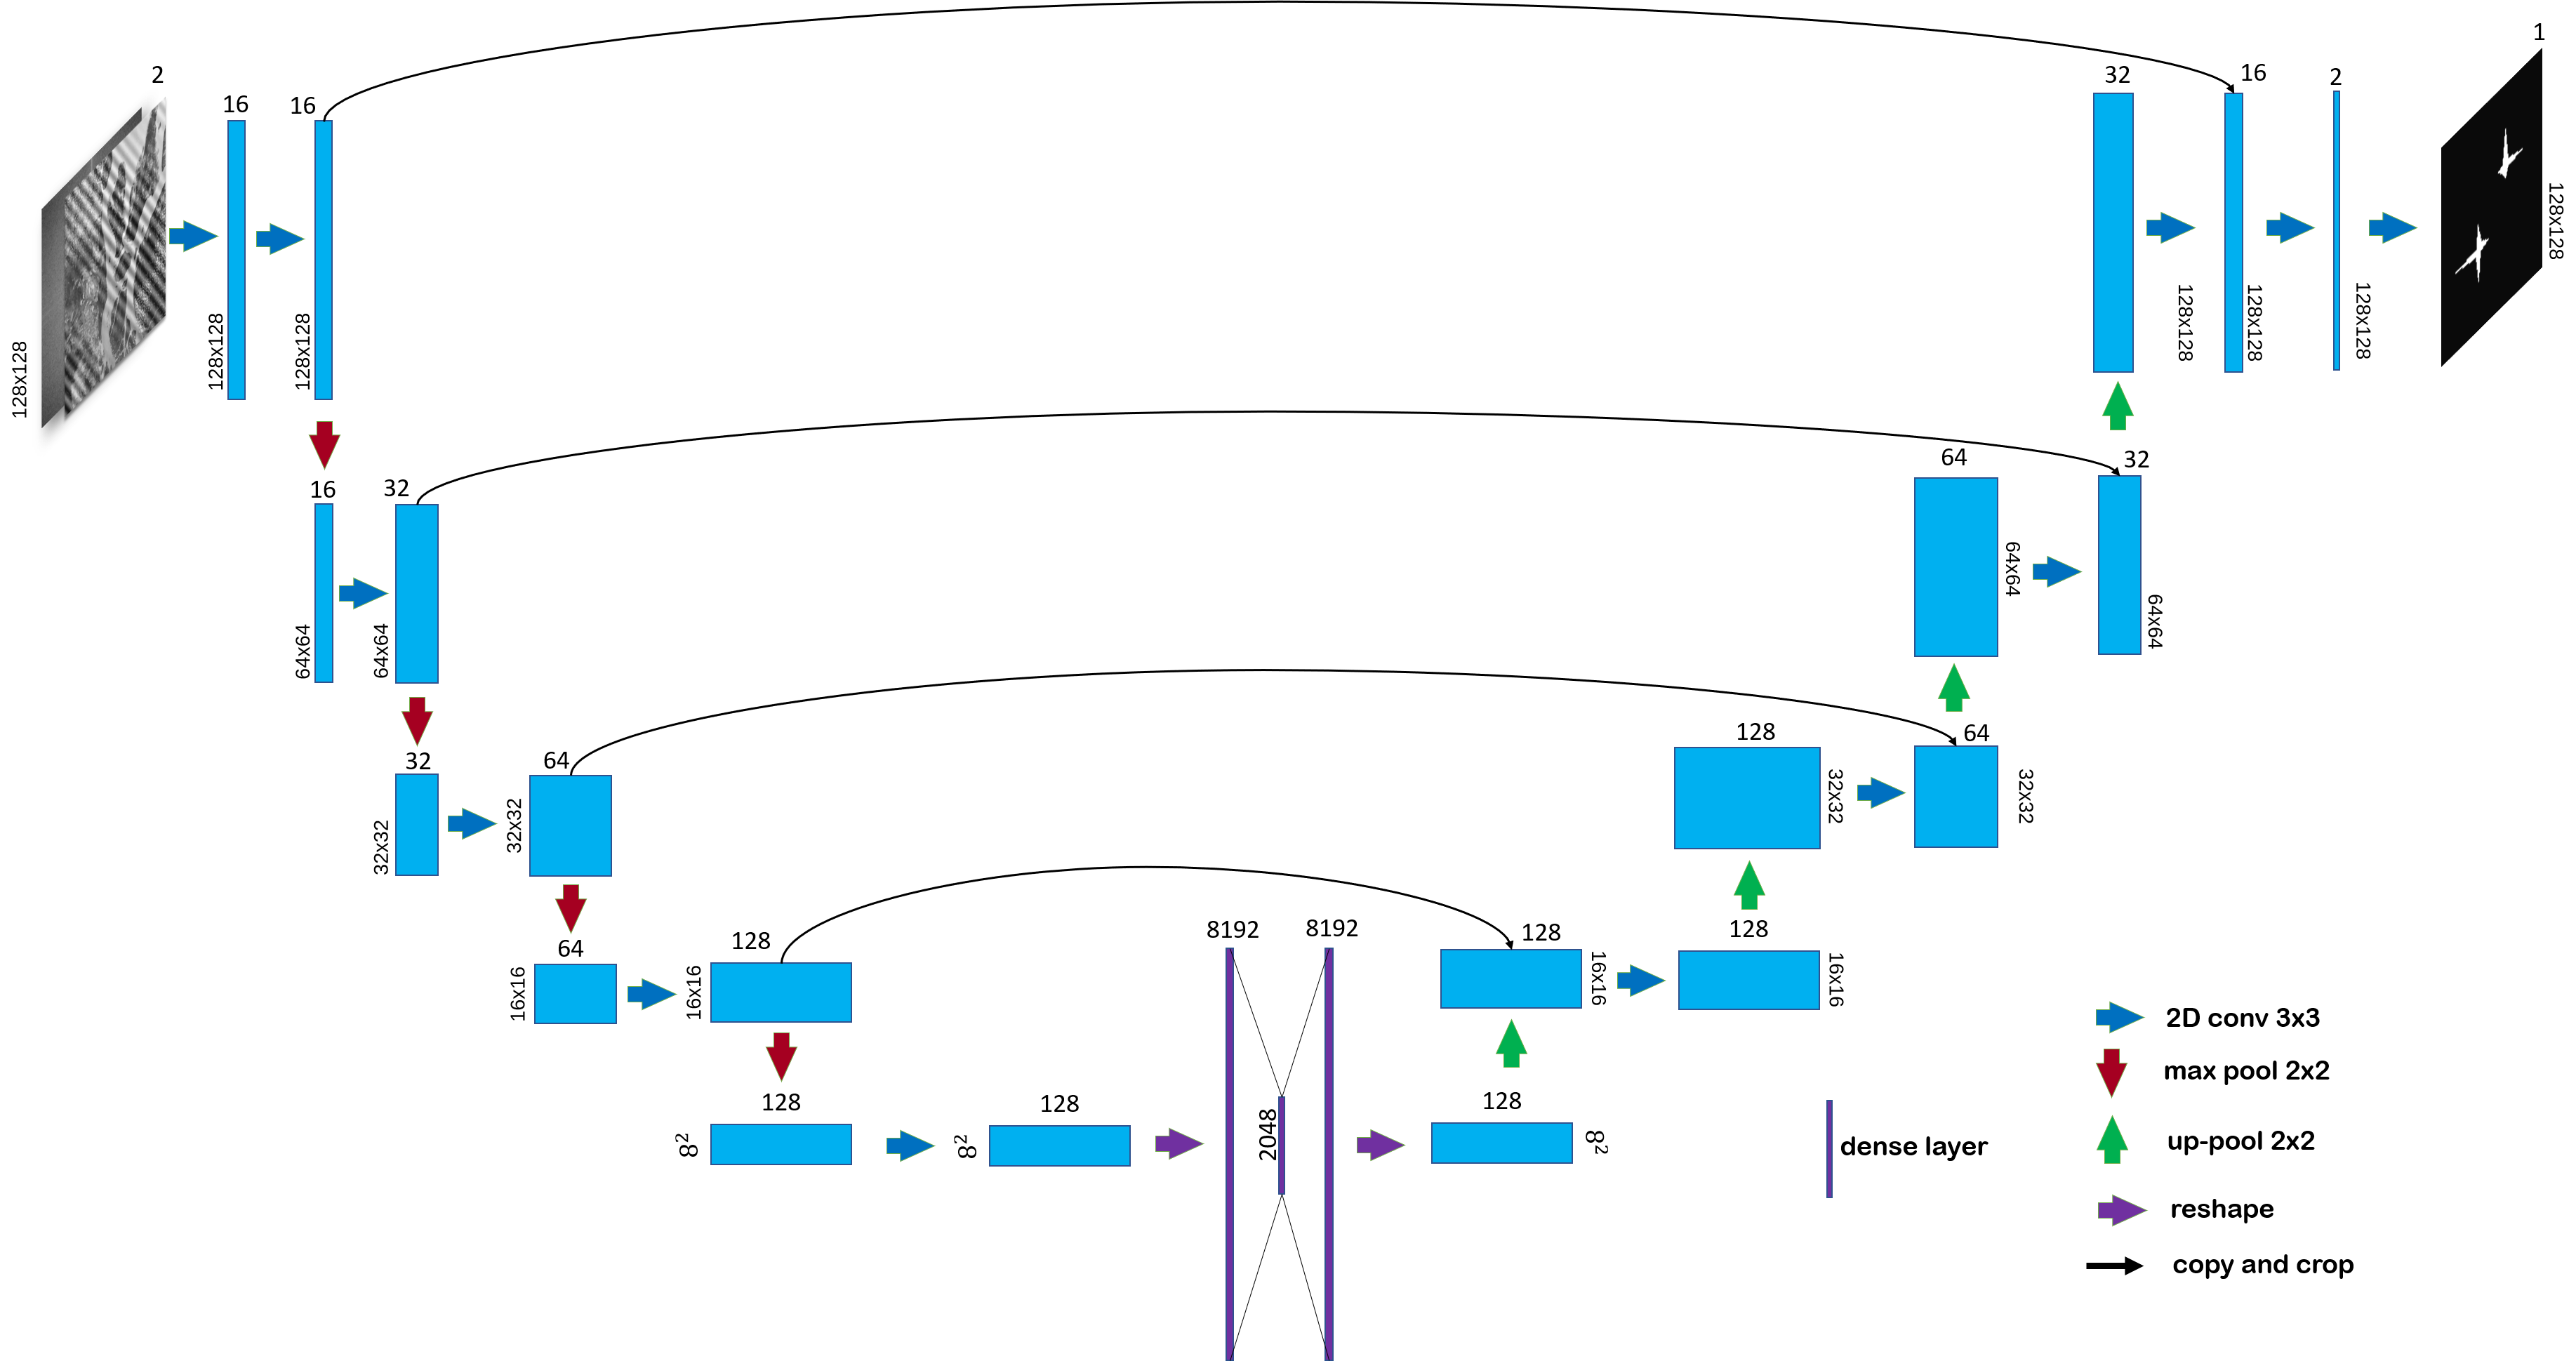 2
128x128
16
128x128
16
128x128
16
64x64
32
64x64
32
32x32
64
32x32
64
16x16
128
16x16
128
8²
128
8²
8192
2048
8192
128
8²
128
16x16
128
16x16
128
32x32
64
32x32
64
64x64
32
64x64
32
128x128
16
128x128
2
128x128
1
128x128
2D conv 3x3
max pool 2x2
up-pool 2x2
reshape
copy and crop
dense layer